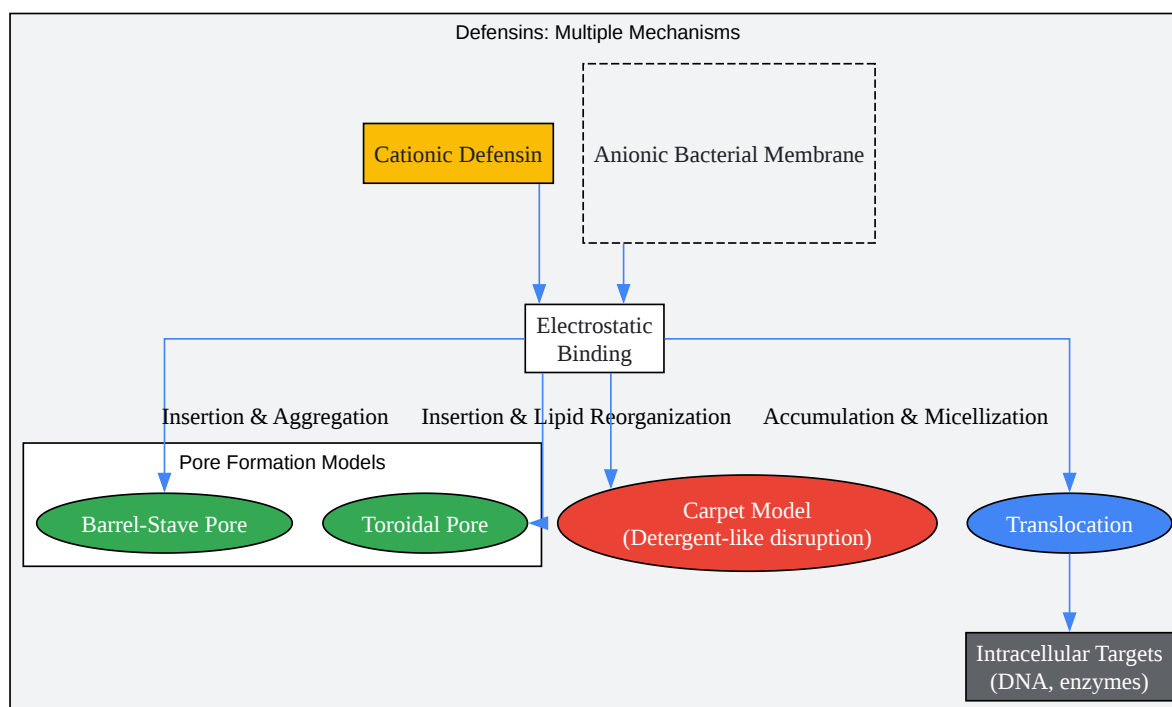 Defensins: Multiple Mechanisms
Cationic Defensin
Anionic Bacterial Membrane
Electrostatic
Binding
Insertion & Aggregation
Insertion & Lipid Reorganization
Accumulation & Micellization
Pore Formation Models
Barrel-Stave Pore
Toroidal Pore
Carpet Model
(Detergent-like disruption)
Translocation
Intracellular Targets
(DNA, enzymes)